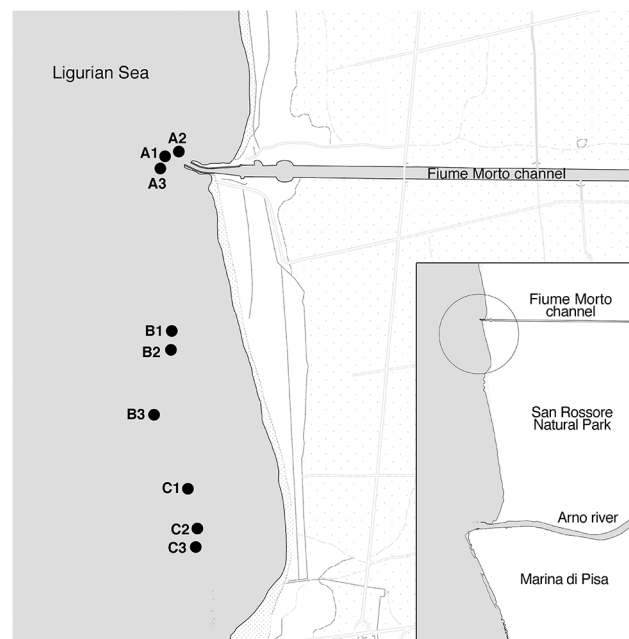 Ligurian Sea
A2
A1
A3
Fiume Morto channel
B1
B2
B3
C1
C2
C3
Fiume Morto
channel
San Rossore
Natural Park
Arno river
Marina di Pisa